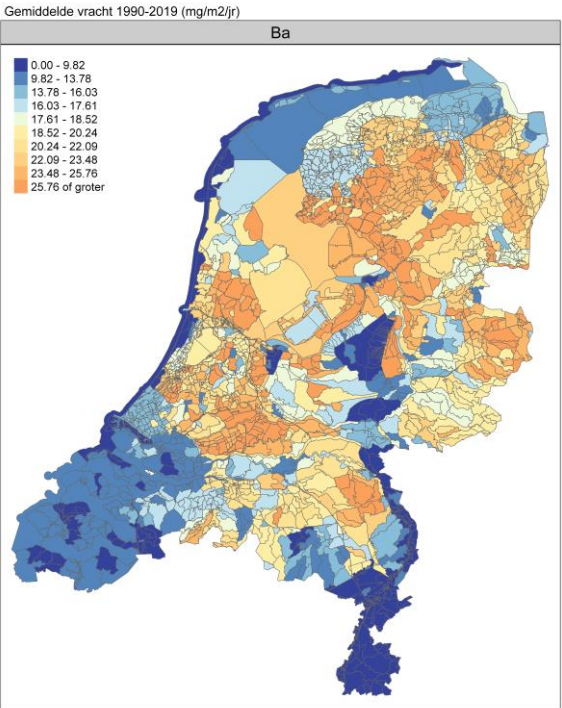 Gemiddelde vracht 1990-2019 (mg/m2/jr)
Ba
0.00 - 9.82
9.82 - 13.78
13.78 - 16.03
16.03 - 17.61
17.61 - 18.52
18.52 - 20.24
20.24 - 22.09
22.09 - 23.48
23.48 - 25.76
25.76 of groter